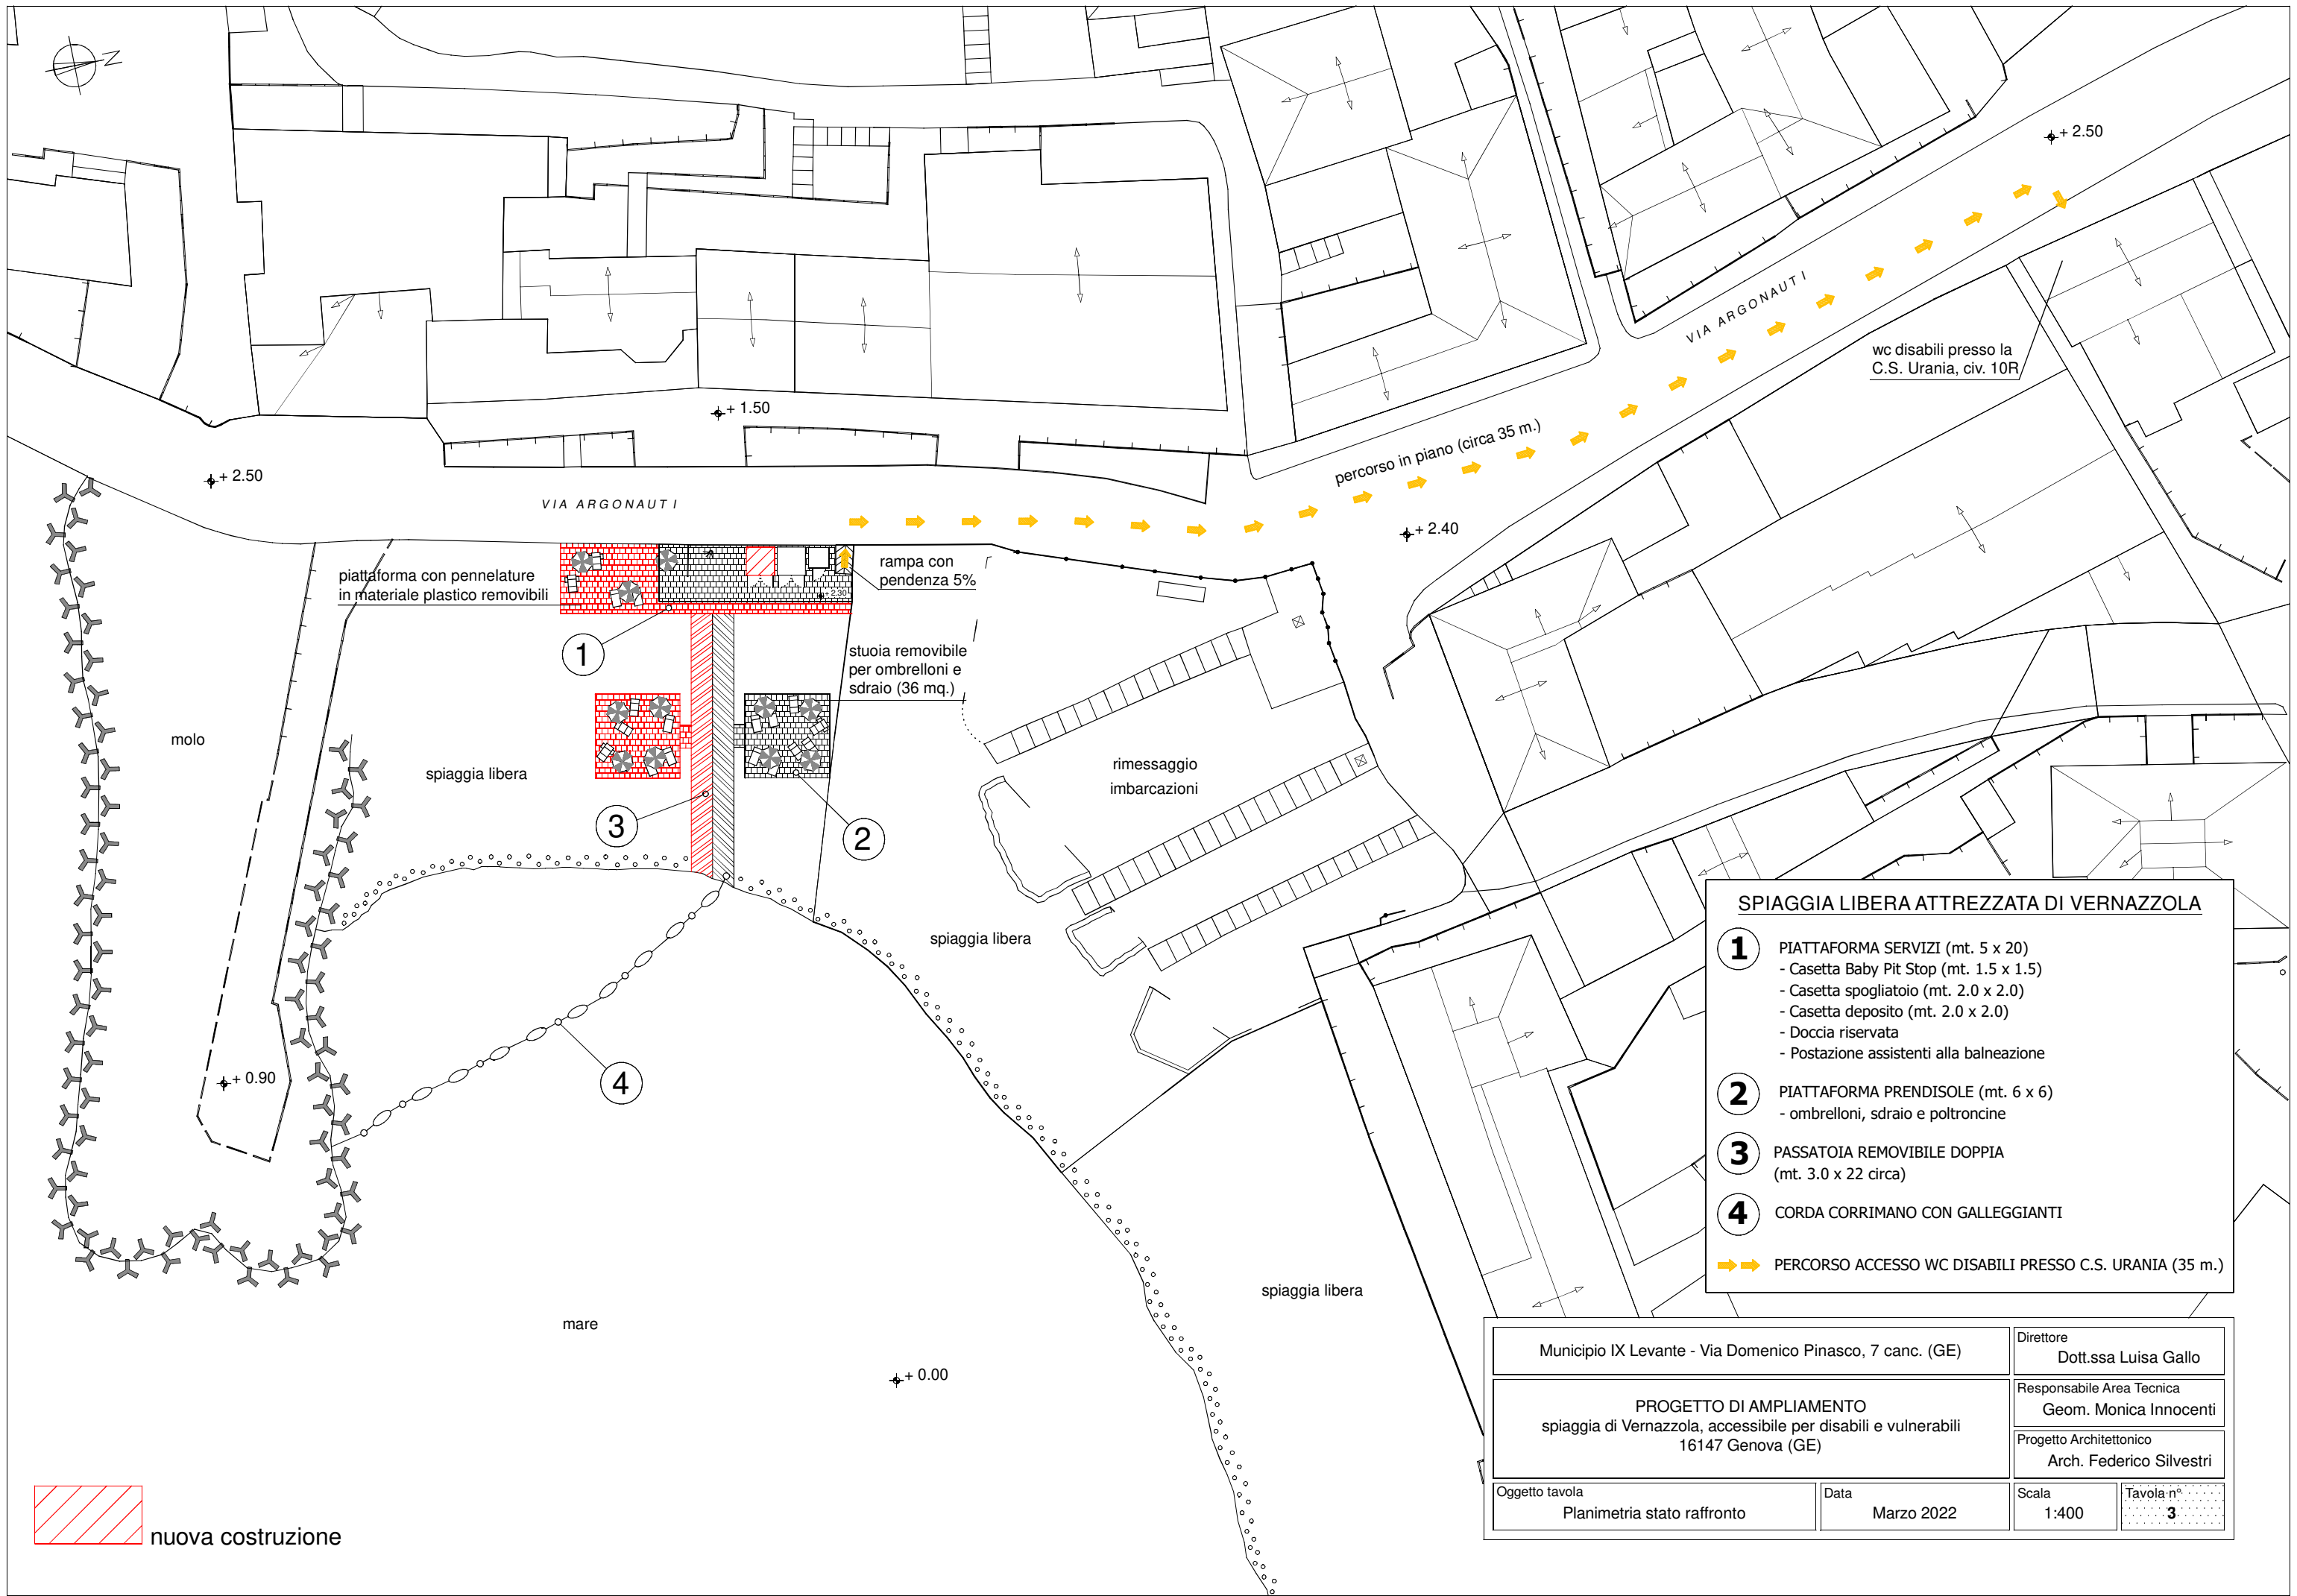 N
+ 2.50
+ 1.50
+ 2.50
VIA ARGONAUTI
VIA ARGONAUTI
percorso in piano (circa 35 m.)
+ 2.40
wc disabili presso la
C.S. Urania, civ. 10R
piattaforma con pennelature
in materiale plastico removibili
rampa con
pendenza 5%
+ 2.30
1
stuoia removibile
per ombrelloni e
sdraio (36 mq.)
molo
spiaggia libera
3
2
rimessaggio
imbarcazioni
spiaggia libera
4
+ 0.90
mare
+ 0.00
spiaggia libera
SPIAGGIA LIBERA ATTREZZATA DI VERNAZZOLA
1 PIATTAFORMA SERVIZI (mt. 5 x 20)
- Casetta Baby Pit Stop (mt. 1.5 x 1.5)
- Casetta spogliatoio (mt. 2.0 x 2.0)
- Casetta deposito (mt. 2.0 x 2.0)
- Doccia riservata
- Postazione assistenti alla balneazione
2 PIATTAFORMA PRENDISOLE (mt. 6 x 6)
- ombrelloni, sdraio e poltroncine
3 PASSATOIA REMOVIBILE DOPPIA
(mt. 3.0 x 22 circa)
4 CORDA CORRIMANO CON GALLEGGIANTI
PERCORSO ACCESSO WC DISABILI PRESSO C.S. URANIA (35 m.)
Municipio IX Levante - Via Domenico Pinasco, 7 canc. (GE)
Direttore
Dott.ssa Luisa Gallo
PROGETTO DI AMPLIAMENTO
spiaggia di Vernazzola, accessibile per disabili e vulnerabili
16147 Genova (GE)
Responsabile Area Tecnica
Geom. Monica Innocenti
Progetto Architettonico
Arch. Federico Silvestri
Oggetto tavola
Planimetria stato raffronto
Data
Marzo 2022
Scala
1:400
Tavola n°
3
nuova costruzione